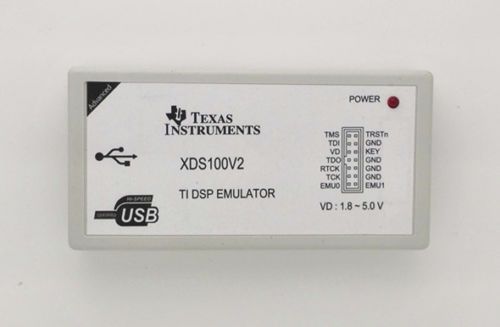 Advanced
POWER
TEXAS
INSTRUMENTS
XDS100V2
TI DSP EMULATOR
HI-SPEED
CERTIFIED
USB
TMS TRSTn
TDI GND
VD KEY
TDO GND
RTCK GND
TCK GND
EMU0 EMU1
VD : 1.8 ~ 5.0 V